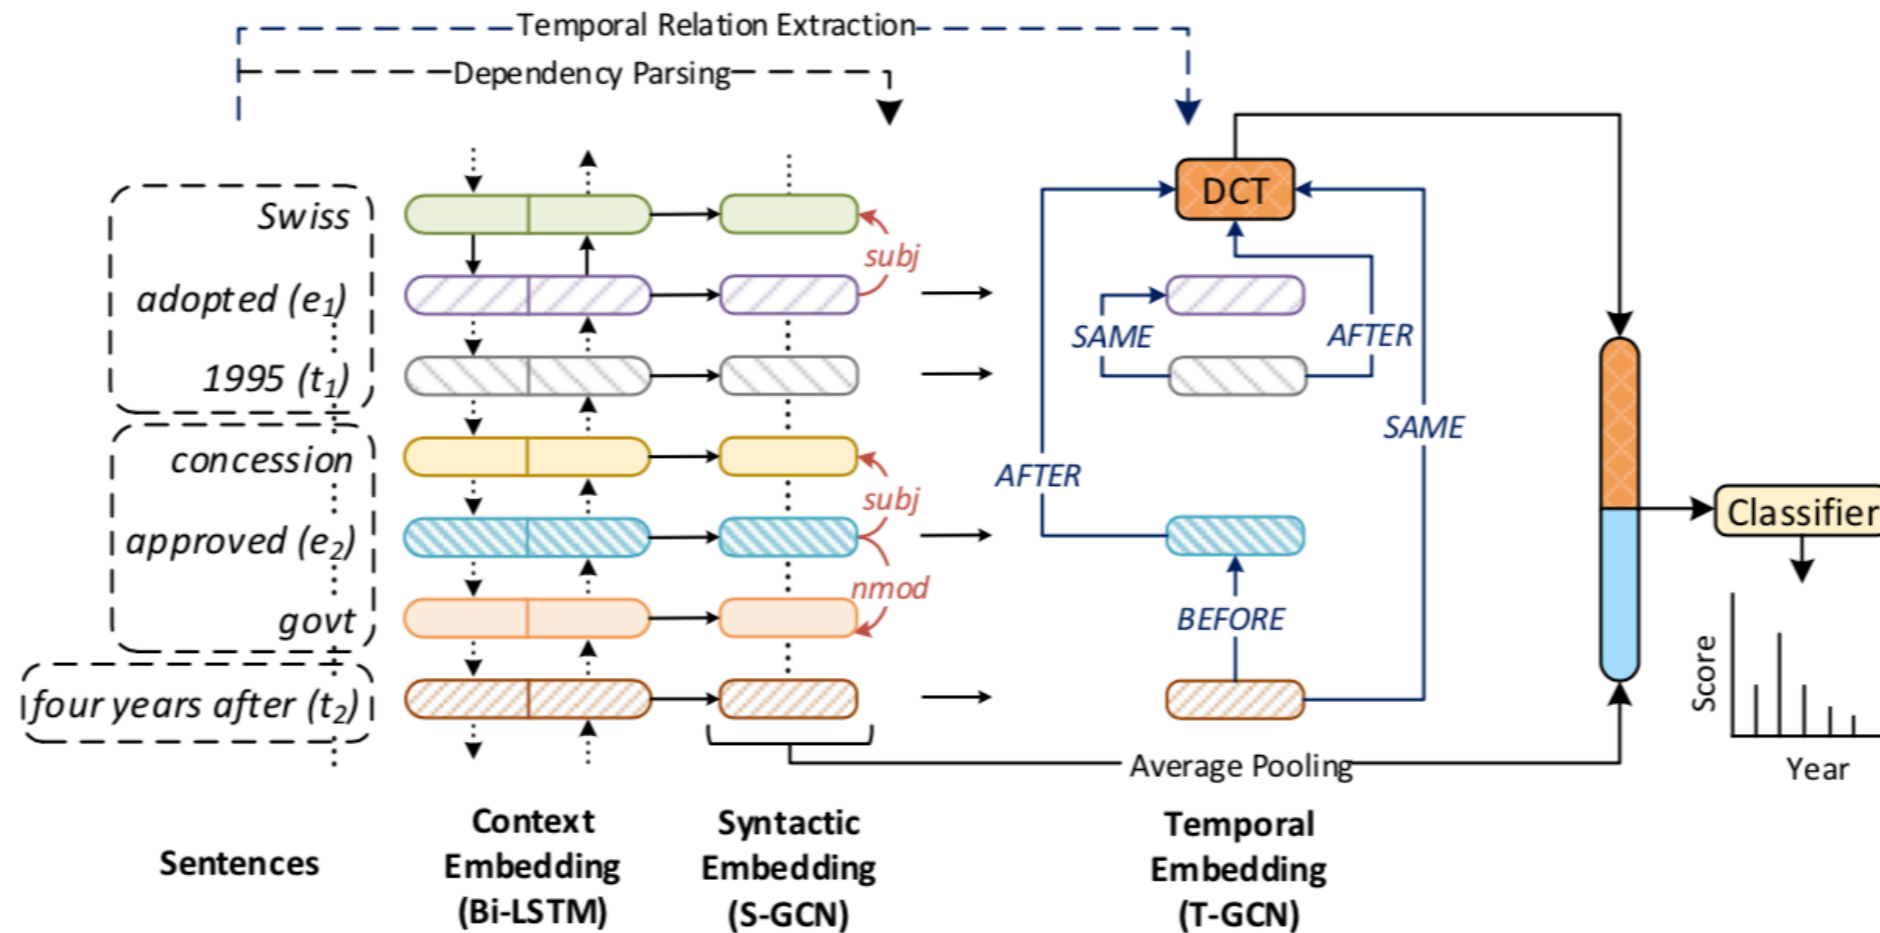 Temporal Relation Extraction
Dependency Parsing
DCT
Swiss
subj
adopted (e1)
SAME
AFTER
1995 (t1)
SAME
concession
AFTER
subj
approved (e2)
Classifier
nmod
BEFORE
govt
Score
four years after (t2)
Average Pooling
Year
Sentences
Context
Embedding
(Bi-LSTM)
Syntactic
Embedding
(S-GCN)
Temporal
Embedding
(T-GCN)